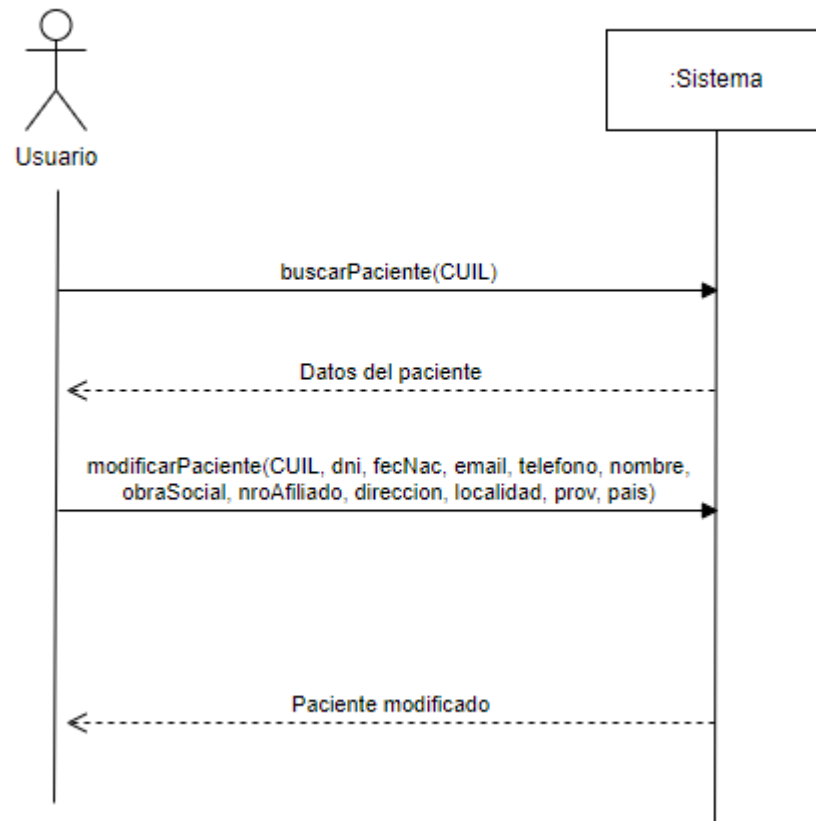 Usuario
:Sistema
buscarPaciente(CUIL)
Datos del paciente
modificarPaciente(CUIL, dni, fecNac, email, telefono, nombre,
obraSocial, nroAfiliado, direccion, localidad, prov, pais)
Paciente modificado